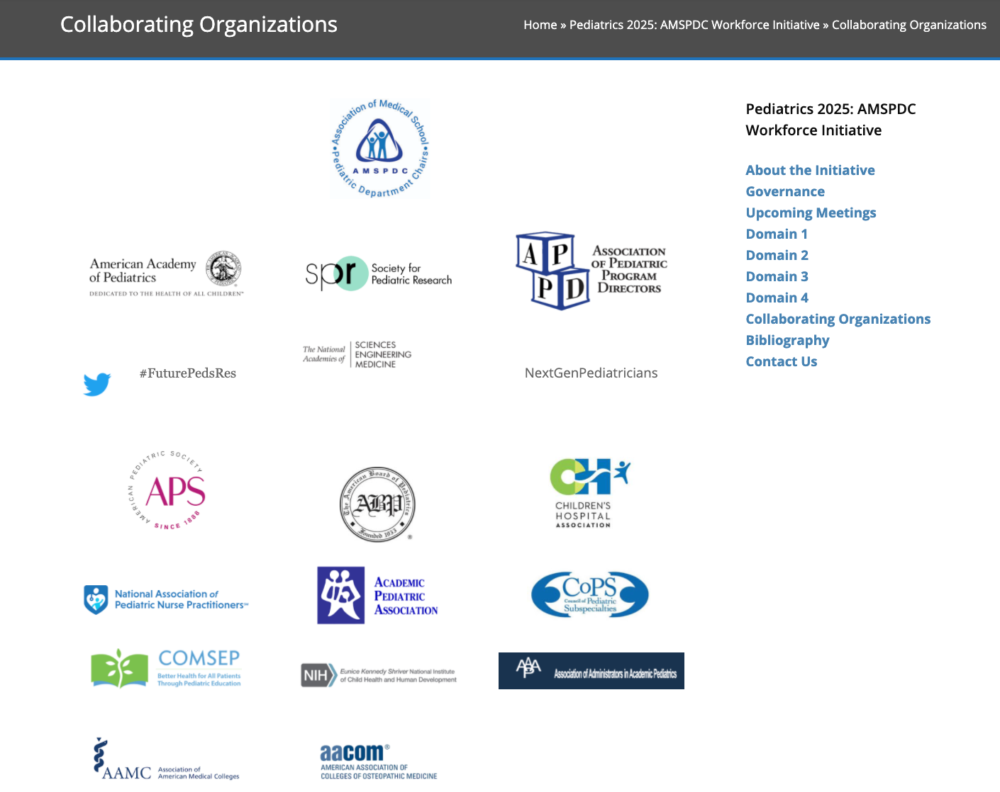 Collaborating Organizations
Home » Pediatrics 2025: AMSPDC Workforce Initiative » Collaborating Organizations
• Association of Medical School •
Pediatric Department Chairs
AMSPDC
American Academy
of Pediatrics
DEDICATED TO THE HEALTH OF ALL CHILDREN™
spr
Society for
Pediatric Research
A P
P D
ASSOCIATION
OF PEDIATRIC
PROGRAM
DIRECTORS
#FuturePedsRes
The National
Academies of
SCIENCES
ENGINEERING
MEDICINE
NextGenPediatricians
AMERICAN PEDIATRIC SOCIETY
APS
SINCE 1888
The American Board of Pediatrics
ABP
Founded 1933
®
CH
CHILDREN'S
HOSPITAL
ASSOCIATION
National Association of
Pediatric Nurse Practitioners℠
ACADEMIC
PEDIATRIC
ASSOCIATION
CoPS
Council of Pediatric
Subspecialties
COMSEP
Better Health for All Patients
Through Pediatric Education
NIH
Eunice Kennedy Shriver National Institute
of Child Health and Human Development
AAAP
Association of Administrators in Academic Pediatrics
AAMC
Association of
American Medical Colleges
aacom®
AMERICAN ASSOCIATION OF
COLLEGES OF OSTEOPATHIC MEDICINE
Pediatrics 2025: AMSPDC
Workforce Initiative
About the Initiative
Governance
Upcoming Meetings
Domain 1
Domain 2
Domain 3
Domain 4
Collaborating Organizations
Bibliography
Contact Us